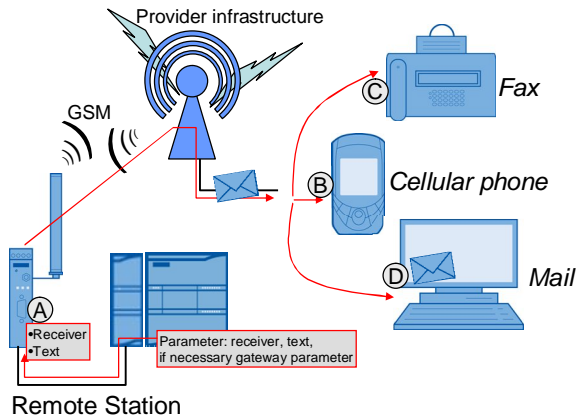 Provider infrastructure
GSM
C
Fax
B
Cellular phone
D
Mail
A
•Receiver
•Text
Parameter: receiver, text,
if necessary gateway parameter
Remote Station